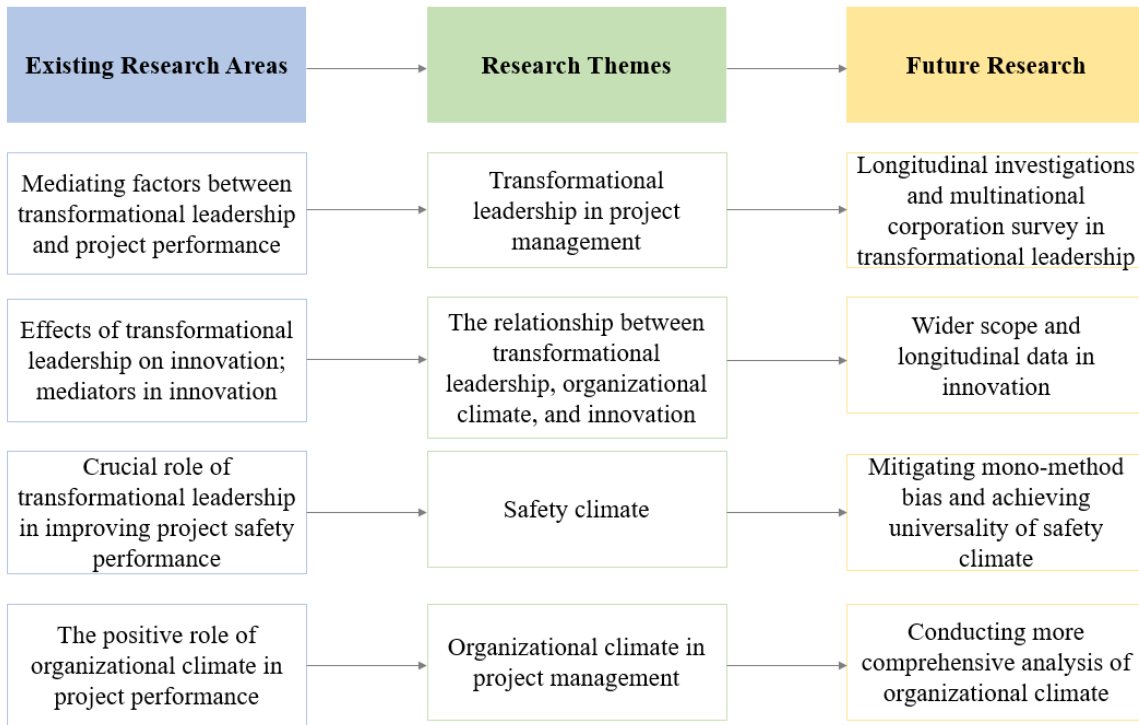 Existing Research Areas
Research Themes
Future Research
Mediating factors between
transformational leadership
and project performance
Transformational
leadership in project
management
Longitudinal investigations
and multinational
corporation survey in
transformational leadership
Effects of transformational
leadership on innovation;
mediators in innovation
The relationship between
transformational
leadership, organizational
climate, and innovation
Wider scope and
longitudinal data in
innovation
Crucial role of
transformational leadership
in improving project safety
performance
Safety climate
Mitigating mono-method
bias and achieving
universality of safety
climate
The positive role of
organizational climate in
project performance
Organizational climate in
project management
Conducting more
comprehensive analysis of
organizational climate